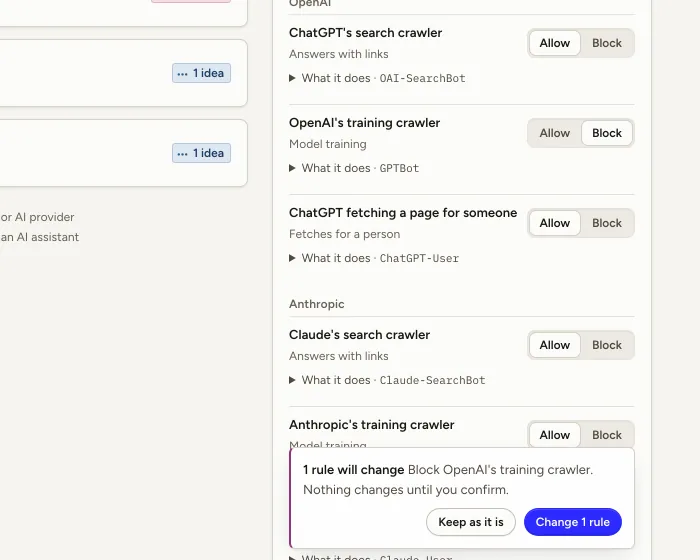 OpenAI
ChatGPT's search crawler
Allow Block
Answers with links
▶ What it does · OAI-SearchBot
··· 1 idea
OpenAI's training crawler
Allow Block
Model training
▶ What it does · GPTBot
··· 1 idea
ChatGPT fetching a page for someone
Allow Block
Fetches for a person
▶ What it does · ChatGPT-User
or AI provider
an AI assistant
Anthropic
Claude's search crawler
Allow Block
Answers with links
▶ What it does · Claude-SearchBot
Anthropic's training crawler
Allow Block
Model training
1 rule will change Block OpenAI's training crawler.
Nothing changes until you confirm.
Keep as it is Change 1 rule
Claude-User